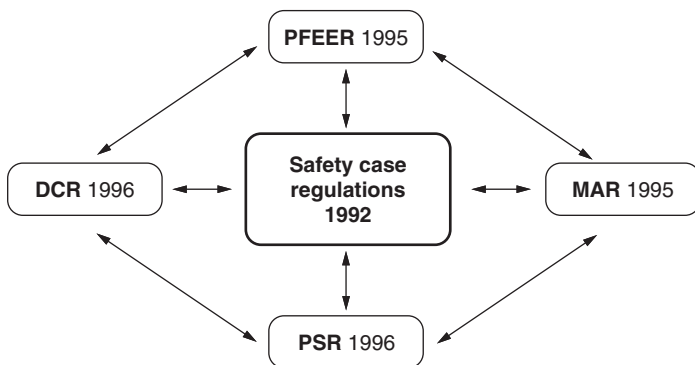 PFEER 1995
Safety case
regulations
1992
DCR 1996
MAR 1995
PSR 1996